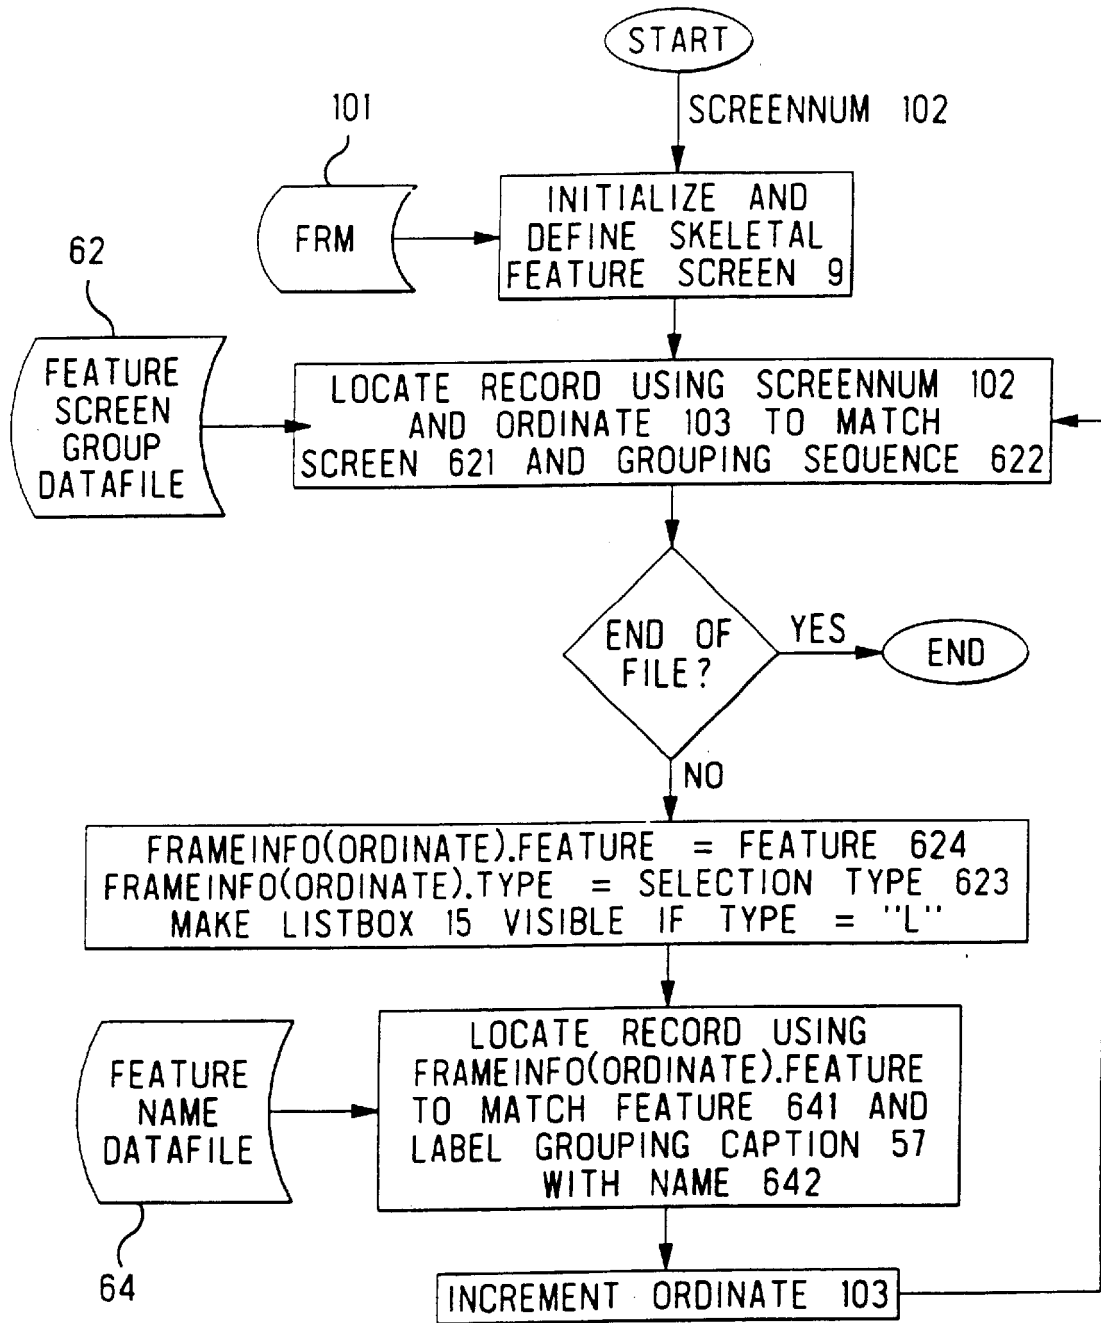 START
SCREENNUM 102
101
INITIALIZE AND
DEFINE SKELETAL
FEATURE SCREEN 9
FRM
62
FEATURE
SCREEN
GROUP
DATAFILE
LOCATE RECORD USING SCREENNUM 102
AND ORDINATE 103 TO MATCH
SCREEN 621 AND GROUPING SEQUENCE 622
END OF
FILE?
YES
END
NO
FRAMEINFO(ORDINATE).FEATURE = FEATURE 624
FRAMEINFO(ORDINATE).TYPE = SELECTION TYPE 623
MAKE LISTBOX 15 VISIBLE IF TYPE = "L"
FEATURE
NAME
DATAFILE
64
LOCATE RECORD USING
FRAMEINFO(ORDINATE).FEATURE
TO MATCH FEATURE 641 AND
LABEL GROUPING CAPTION 57
WITH NAME 642
INCREMENT ORDINATE 103